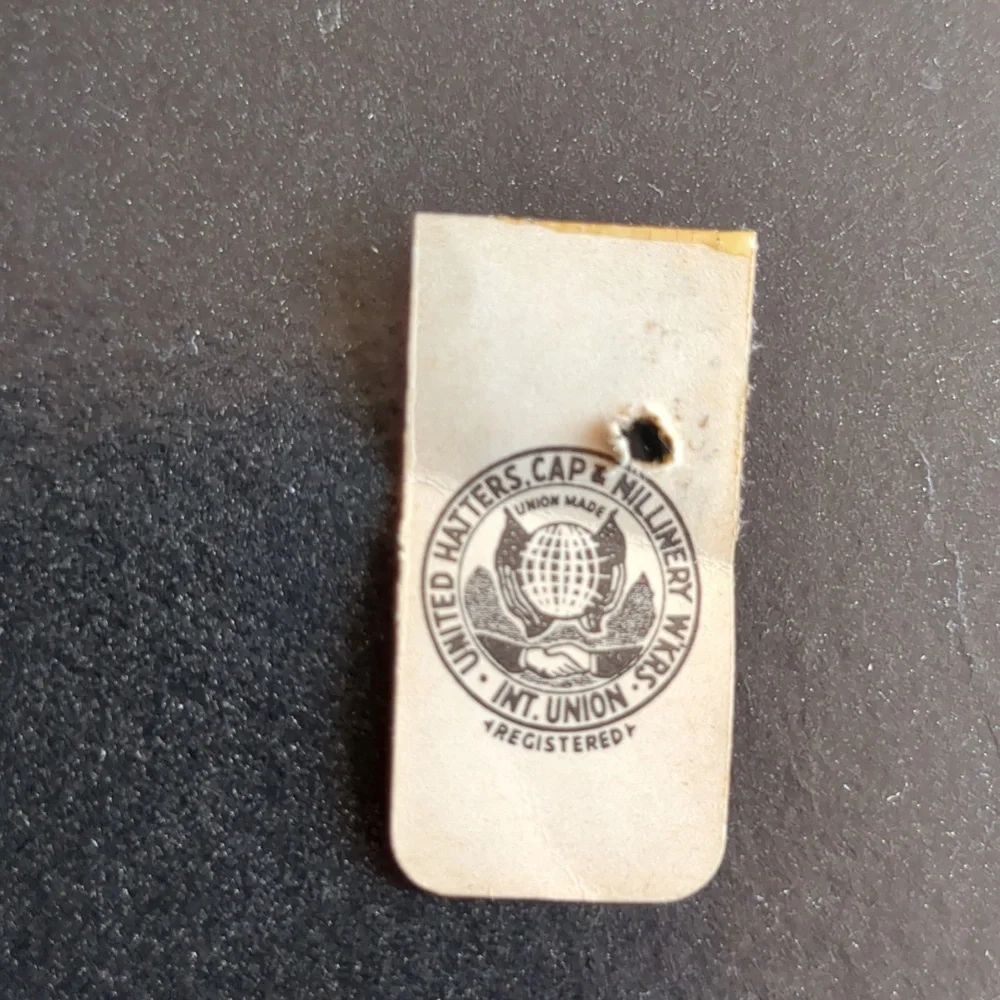 UNITED HATTERS, CAP & MILLINERY WKRS.
UNION MADE
• INT. UNION •
REGISTERED